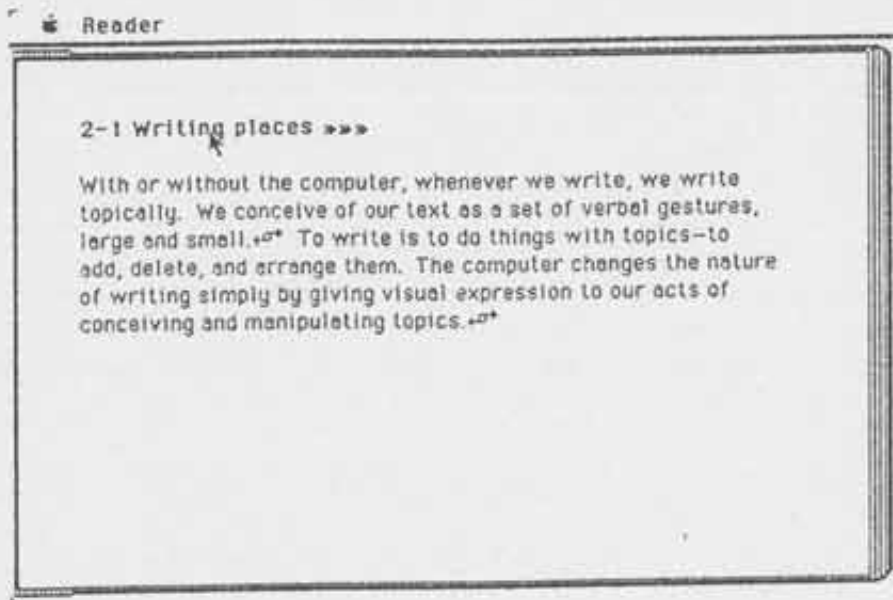 Reader
2-1 Writing places »»»
With or without the computer, whenever we write, we write
topically. We conceive of our text as a set of verbal gestures,
large and small. To write is to do things with topics—to
add, delete, and arrange them. The computer changes the nature
of writing simply by giving visual expression to our acts of
conceiving and manipulating topics.